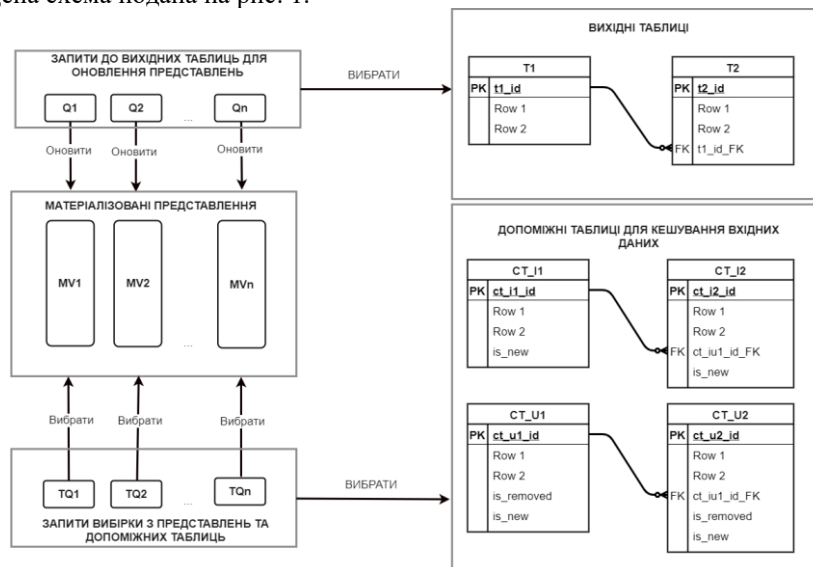 дена схема подана на рис. 1.
ЗАПИТИ ДО ВИХІДНИХ ТАБЛИЦЬ ДЛЯ
ОНОВЛЕННЯ ПРЕДСТАВЛЕНЬ
Q1
Q2
...
Qn
ВИБРАТИ
Оновити
Оновити
Оновити
МАТЕРІАЛІЗОВАНІ ПРЕДСТАВЛЕННЯ
MV1
MV2
...
MVn
Вибрати
Вибрати
Вибрати
TQ1
TQ2
...
TQn
ЗАПИТИ ВИБІРКИ З ПРЕДСТАВЛЕНЬ ТА
ДОПОМІЖНИХ ТАБЛИЦЬ
ВИБРАТИ
ВИХІДНІ ТАБЛИЦІ
T1
PK t1_id
Row 1
Row 2
T2
PK t2_id
Row 1
Row 2
FK t1_id_FK
ДОПОМІЖНІ ТАБЛИЦІ ДЛЯ КЕШУВАННЯ ВХІДНИХ
ДАНИХ
CT_I1
PK ct_i1_id
Row 1
Row 2
is_new
CT_I2
PK ct_i2_id
Row 1
Row 2
FK ct_iu1_id_FK
is_new
CT_U1
PK ct_u1_id
Row 1
Row 2
is_removed
is_new
CT_U2
PK ct_u2_id
Row 1
Row 2
FK ct_iu1_id_FK
is_removed
is_new